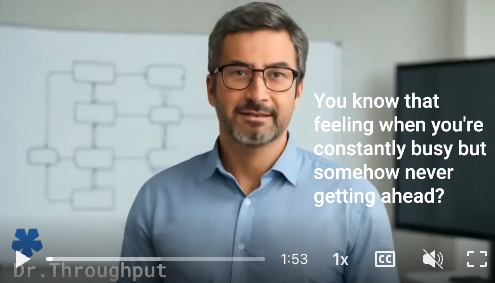 You know that
feeling when you're
constantly busy but
somehow never
getting ahead?
1:53
1x
CC
Dr.Throughput